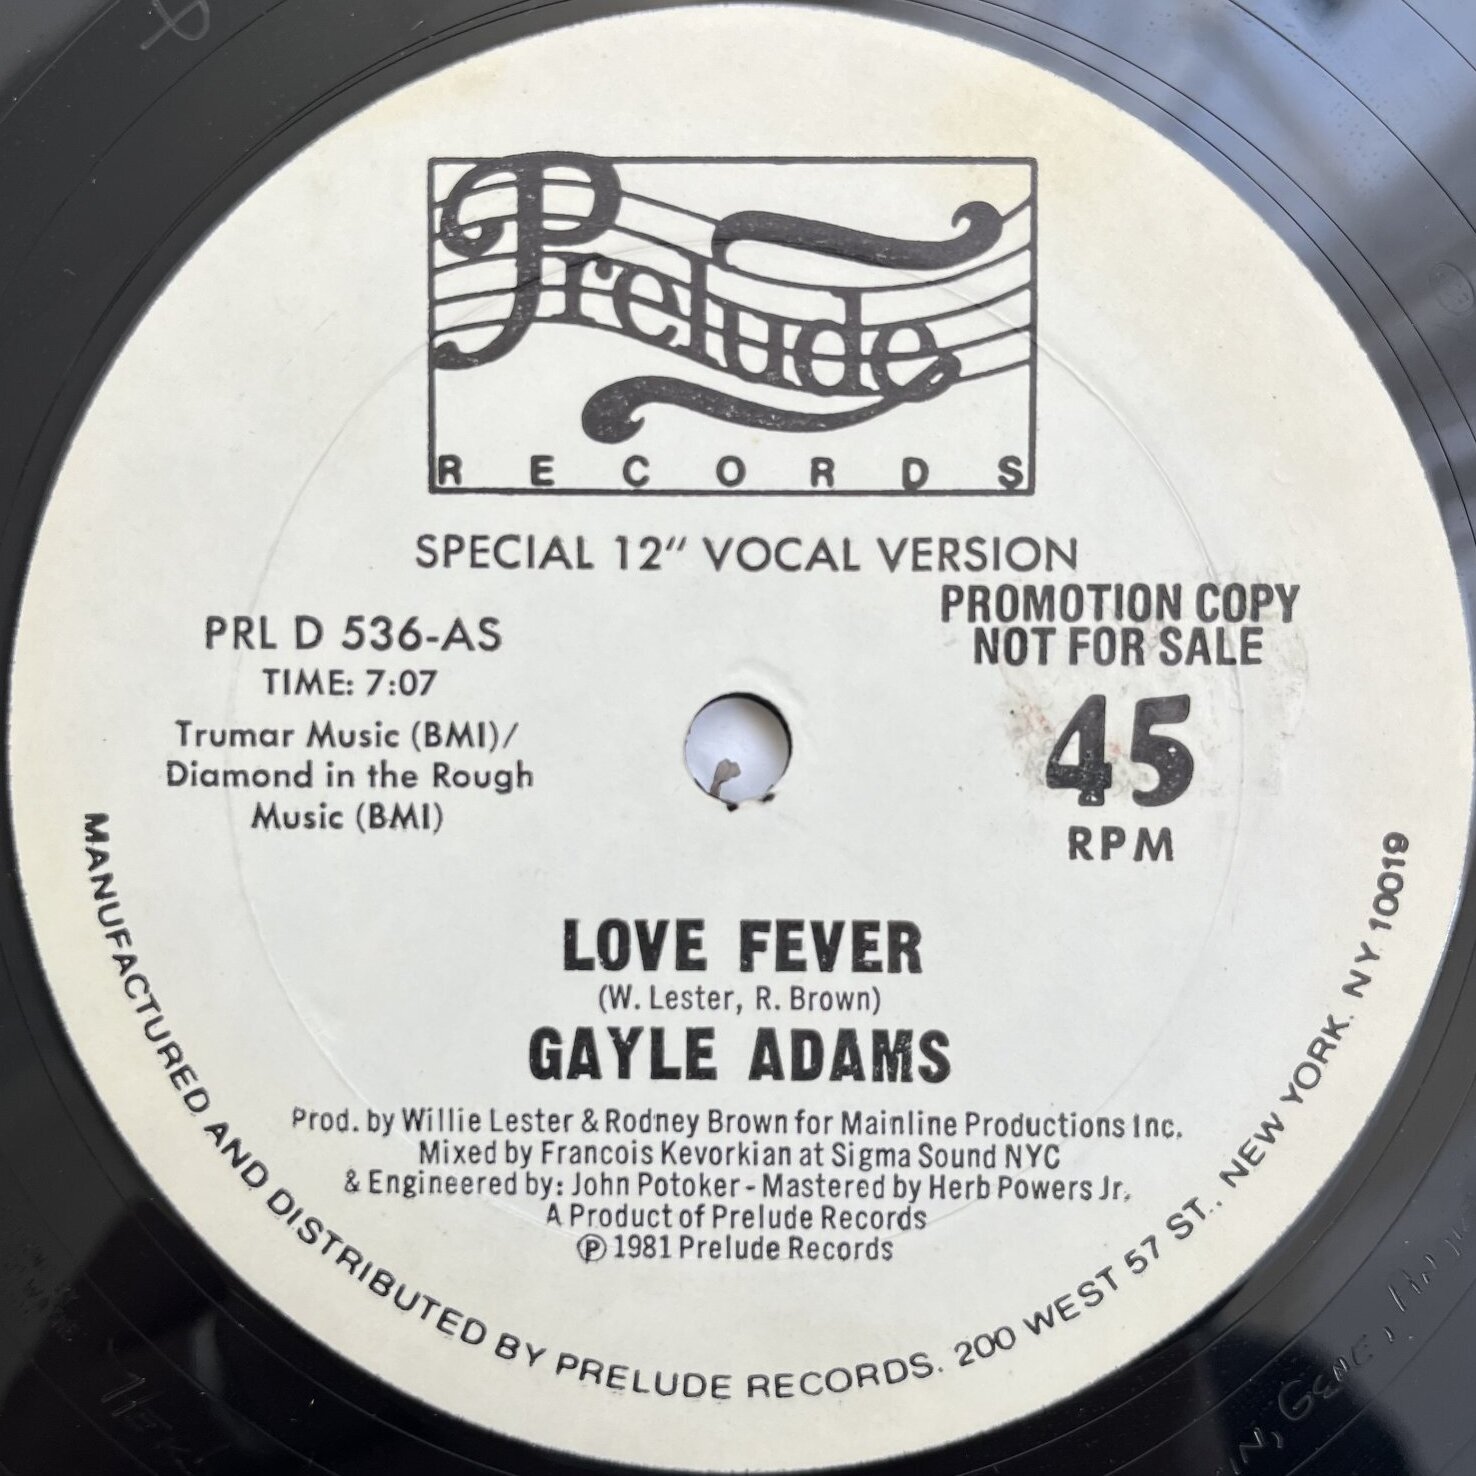 Prelude
RECORDS
SPECIAL 12" VOCAL VERSION
PROMOTION COPY
NOT FOR SALE
PRL D 536-AS
TIME: 7:07
Trumar Music (BMI)/
Diamond in the Rough
Music (BMI)
45
RPM
LOVE FEVER
(W. Lester, R. Brown)
GAYLE ADAMS
Prod. by Willie Lester & Rodney Brown for Mainline Productions Inc.
Mixed by Francois Kevorkian at Sigma Sound NYC
& Engineered by: John Potoker - Mastered by Herb Powers Jr.
A Product of Prelude Records
℗ 1981 Prelude Records
MANUFACTURED AND DISTRIBUTED BY PRELUDE RECORDS. 200 WEST 57 ST., NEW YORK. NY 10019